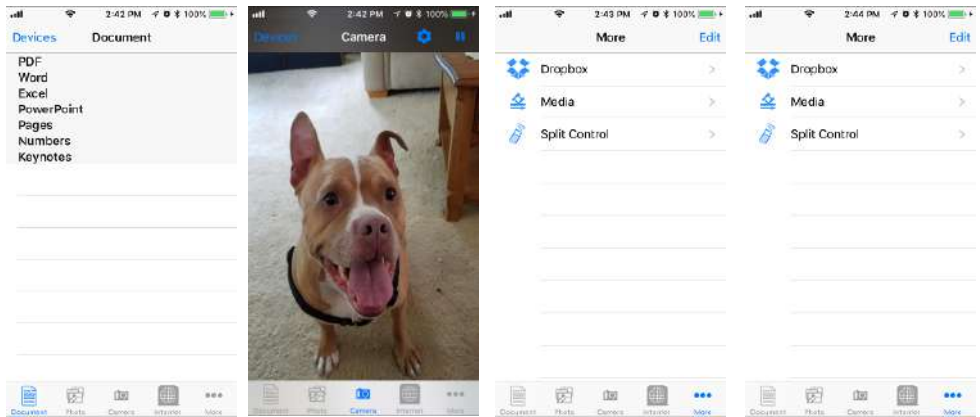 2:42 PM 100%
Devices Document
PDF
Word
Excel
PowerPoint
Pages
Numbers
Keynotes
Document Photo Camera Internet More
2:42 PM 100%
Devices Camera
Document Photo Camera Internet More
2:43 PM 100%
More Edit
Dropbox
Media
Split Control
Document Photo Camera Internet More
2:44 PM 100%
More Edit
Dropbox
Media
Split Control
Document Photo Camera Internet More